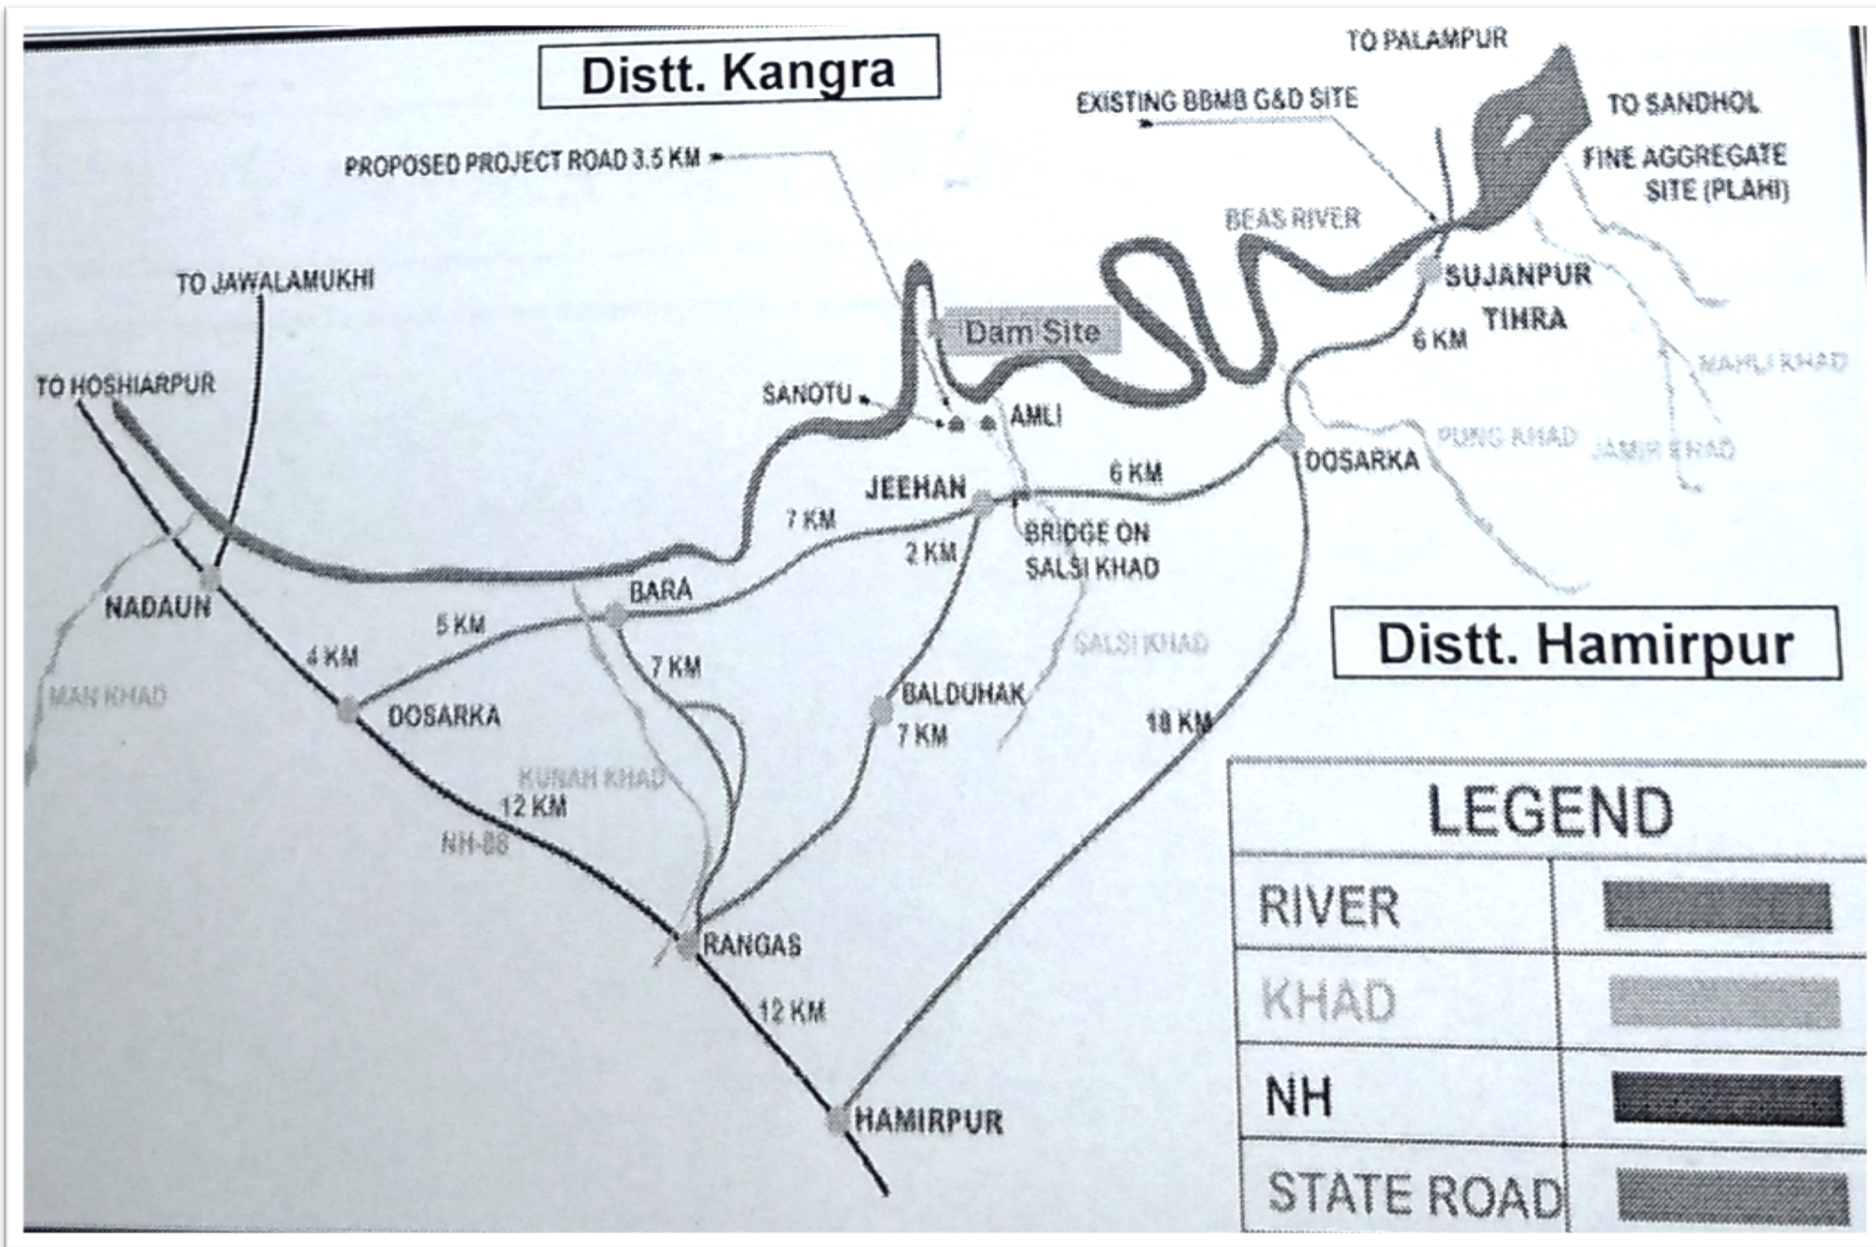 Distt. Kangra
TO PALAMPUR
EXISTING BBMB G&D SITE
TO SANDHOL
PROPOSED PROJECT ROAD 3.5 KM
FINE AGGREGATE
SITE (PLAHI)
BEAS RIVER
TO JAWALAMUKHI
SUJANPUR
TIHRA
Dam Site
6 KM
TO HOSHIARPUR
SANOTU
MAHLI KHAD
AMLI
PUNG KHAD
JAMIR KHAD
DOSARKA
6 KM
JEEHAN
7 KM
BRIDGE ON
SALSI KHAD
2 KM
BARA
NADAUN
5 KM
Distt. Hamirpur
SALSI KHAD
4 KM
7 KM
MAN KHAD
BALDUHAK
DOSARKA
18 KM
7 KM
KUNAH KHAD
12 KM
NH-88
LEGEND
RIVER
RANGAS
KHAD
12 KM
NH
HAMIRPUR
STATE ROAD